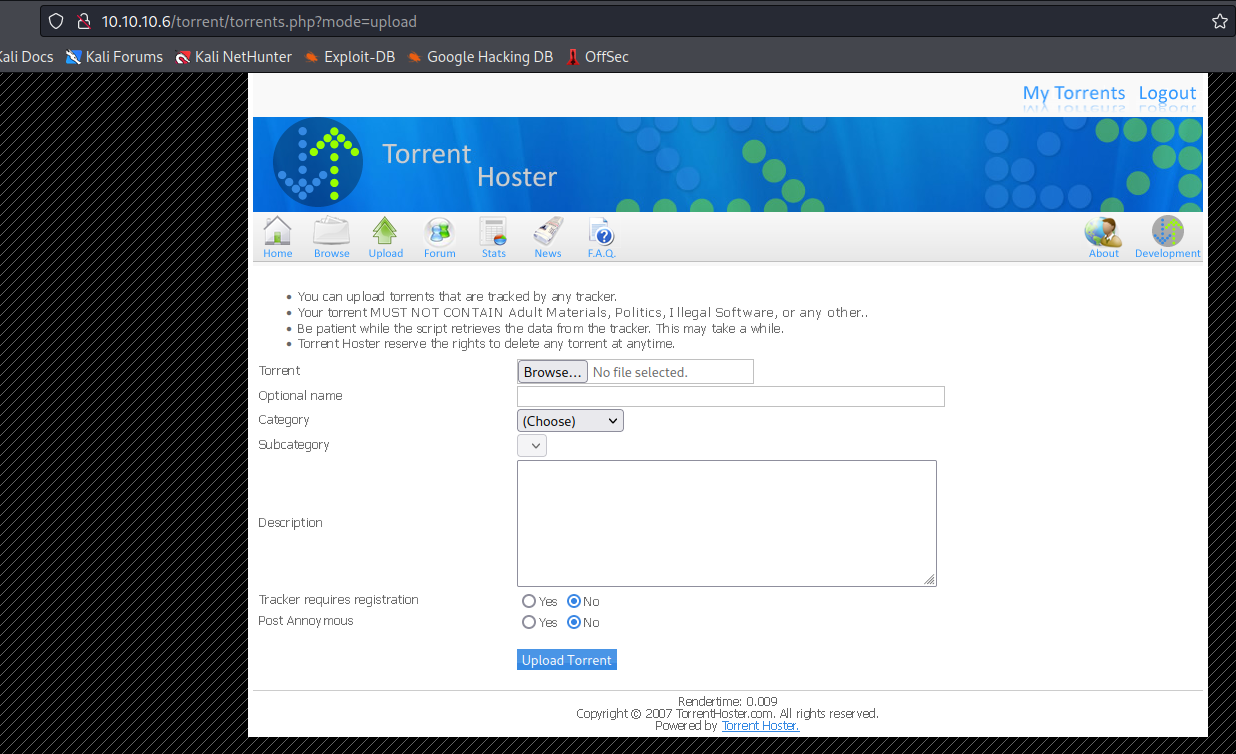 10.10.10.6/torrent/torrents.php?mode=upload
Kali Docs Kali Forums Kali NetHunter Exploit-DB Google Hacking DB OffSec
My Torrents Logout
Torrent
Hoster
Home Browse Upload Forum Stats News F.A.Q. About Development
You can upload torrents that are tracked by any tracker.
Your torrent MUST NOT CONTAIN Adult Materials, Politics, Illegal Software, or any other..
Be patient while the script retrieves the data from the tracker. This may take a while.
Torrent Hoster reserve the rights to delete any torrent at anytime.
Torrent Browse... No file selected.
Optional name
Category (Choose)
Subcategory
Description
Tracker requires registration Yes No
Post Annoymous Yes No
Upload Torrent
Rendertime: 0.009
Copyright © 2007 TorrentHoster.com. All rights reserved.
Powered by Torrent Hoster.